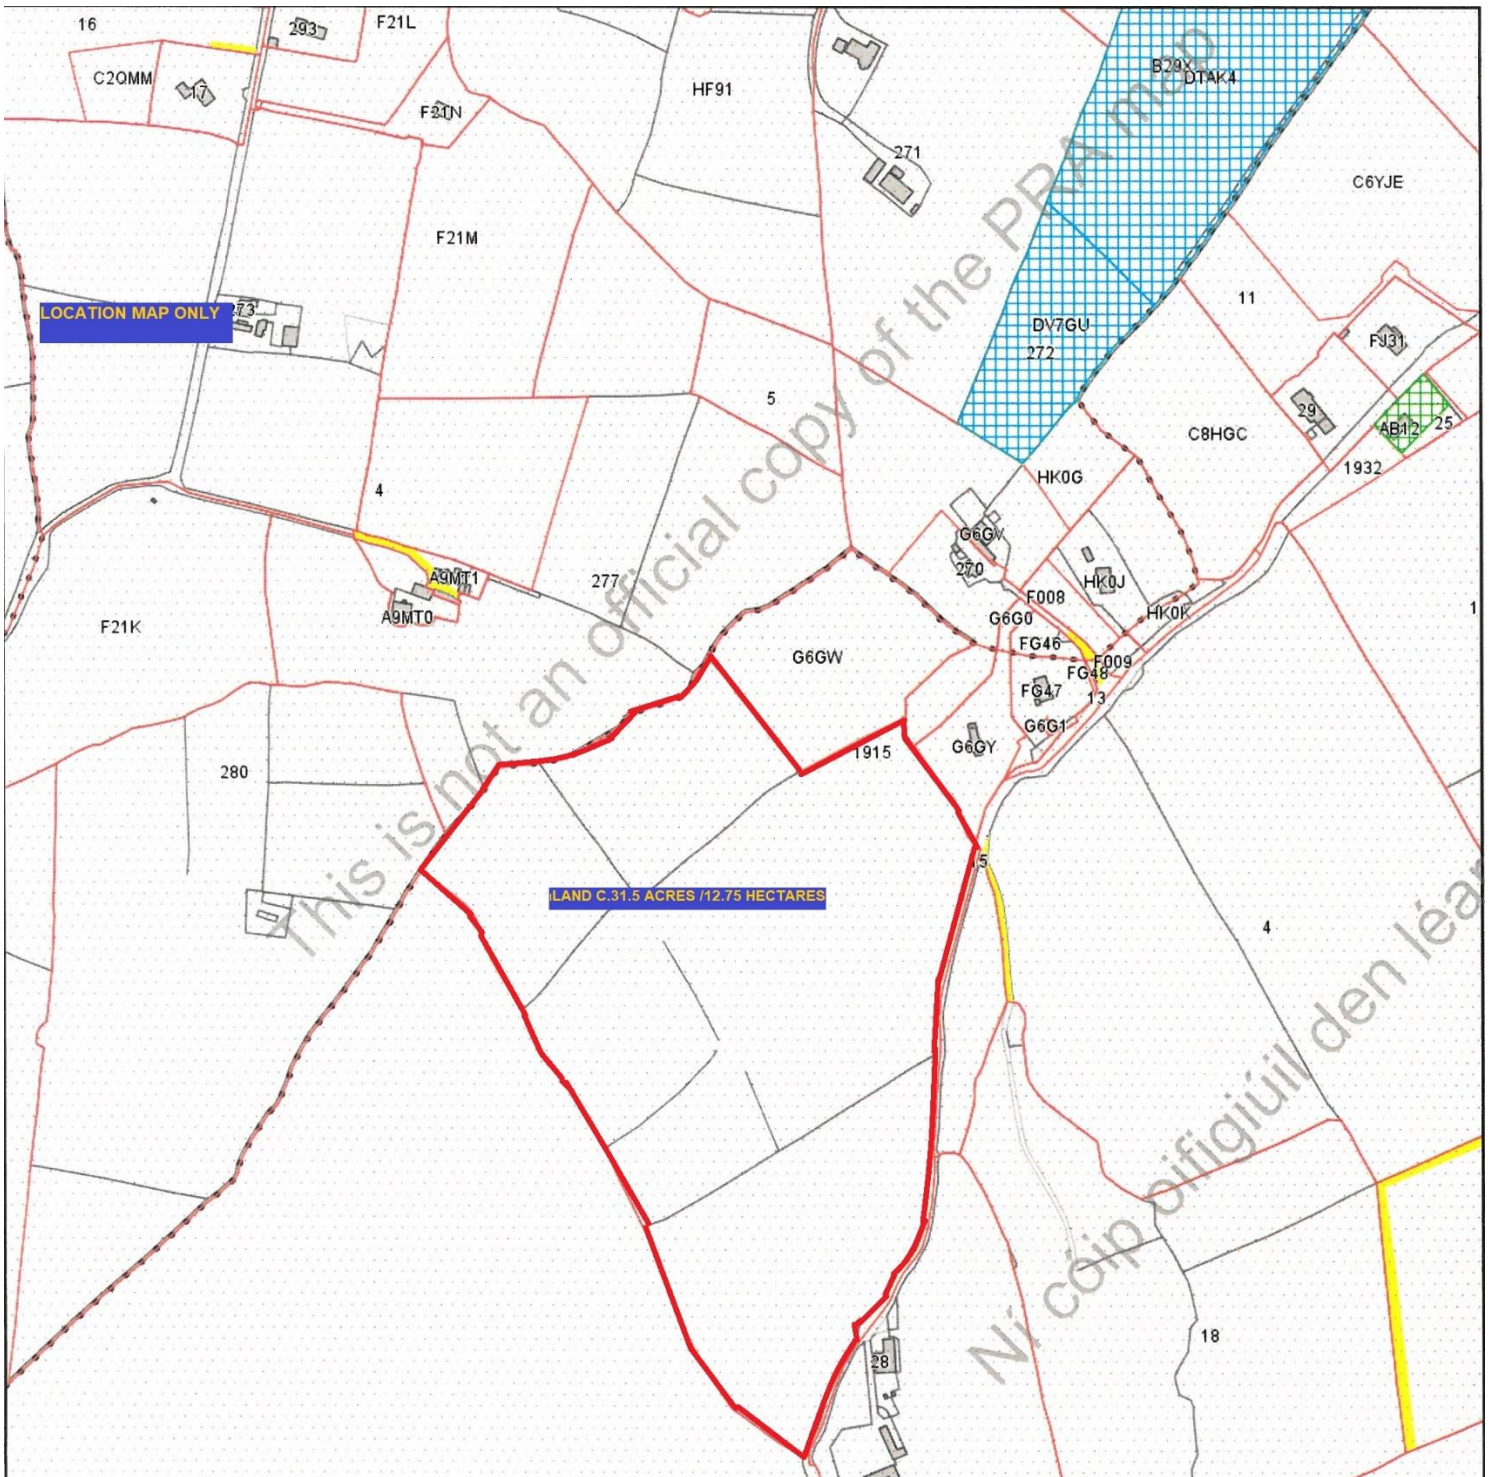 16
293
F21L
C2QMM
17
F21N
HF91
B29X
DTAK4
271
C6YJE
F21M
LOCATION MAP ONLY
273
11
DV7GU
272
FJ31
5
29
AB12
25
C8HGC
1932
4
HK0G
G6GV
270
277
A9MT1
A9MT0
HK0J
F008
HK0K
1
G6G0
F21K
FG46
G6GW
F009
FG48
FG47
13
G6G1
G6GY
1915
280
5
LAND C.31.5 ACRES /12.75 HECTARES
4
18
28
This is not an official copy of the PRA map
Ní cóip oifigiúil den léar